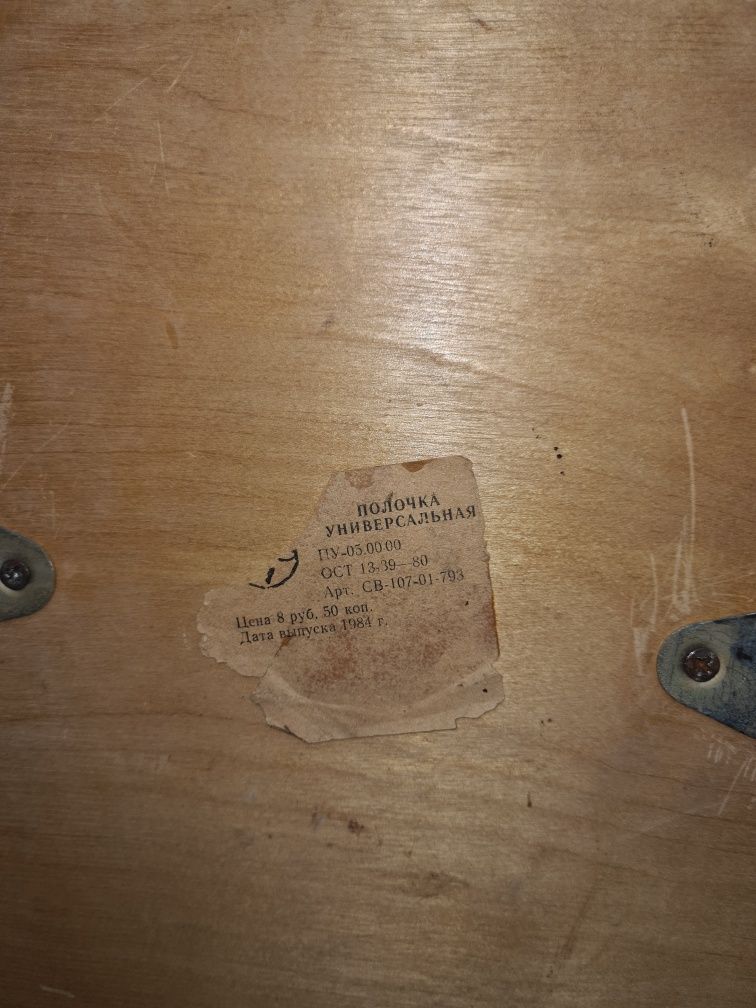 ПОЛОЧКА
УНИВЕРСАЛЬНАЯ
ПУ-03.00.00
ОСТ 13-39—80
Арт. СВ-107-01-793
Цена 8 руб. 50 коп.
Дата выпуска 1984 г.